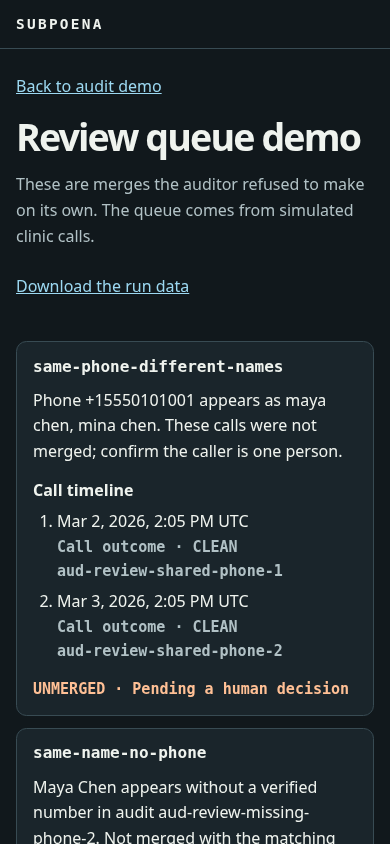 SUBPOENA
Back to audit demo
Review queue demo
These are merges the auditor refused to make
on its own. The queue comes from simulated
clinic calls.
Download the run data
same-phone-different-names
Phone +15550101001 appears as maya
chen, mina chen. These calls were not
merged; confirm the caller is one person.
Call timeline
1. Mar 2, 2026, 2:05 PM UTC
Call outcome · CLEAN
aud-review-shared-phone-1
2. Mar 3, 2026, 2:05 PM UTC
Call outcome · CLEAN
aud-review-shared-phone-2
UNMERGED · Pending a human decision
same-name-no-phone
Maya Chen appears without a verified
number in audit aud-review-missing-
phone-2. Not merged with the matching